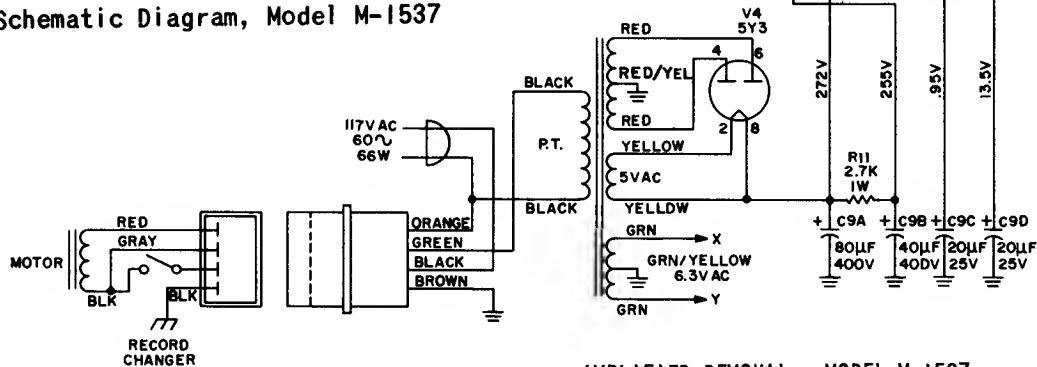 Schematic Diagram, Model M-1537
V4
5Y3
RED
4
6
RED/YEL
BLACK
272V
255V
.95V
13.5V
117VAC
60∿
66W
RED
2
8
P.T.
YELLOW
R11
2.7K
1W
5VAC
BLACK
YELLDW
RED
ORANGE
+ C9A
+ C9B
+ C9C
+ C9D
GRAY
GREEN
GRN
X
80µF
400V
40µF
40DV
20µF
25V
20µF
25V
MOTOR
BLACK
GRN/YELLOW
6.3VAC
BLK
BLK
BROWN
Y
GRN
RECORD
CHANGER